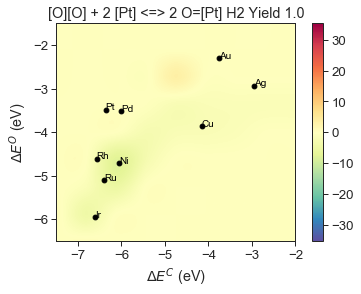 [O][O] + 2 [Pt] <=> 2 O=[Pt] H2 Yield 1.0
−2
−3
−4
−5
−6
ΔE^O (eV)
Au
Ag
Pt
Pd
Cu
Rh
Ni
Ru
Ir
−7
−6
−5
−4
−3
−2
ΔE^C (eV)
30
20
10
0
−10
−20
−30